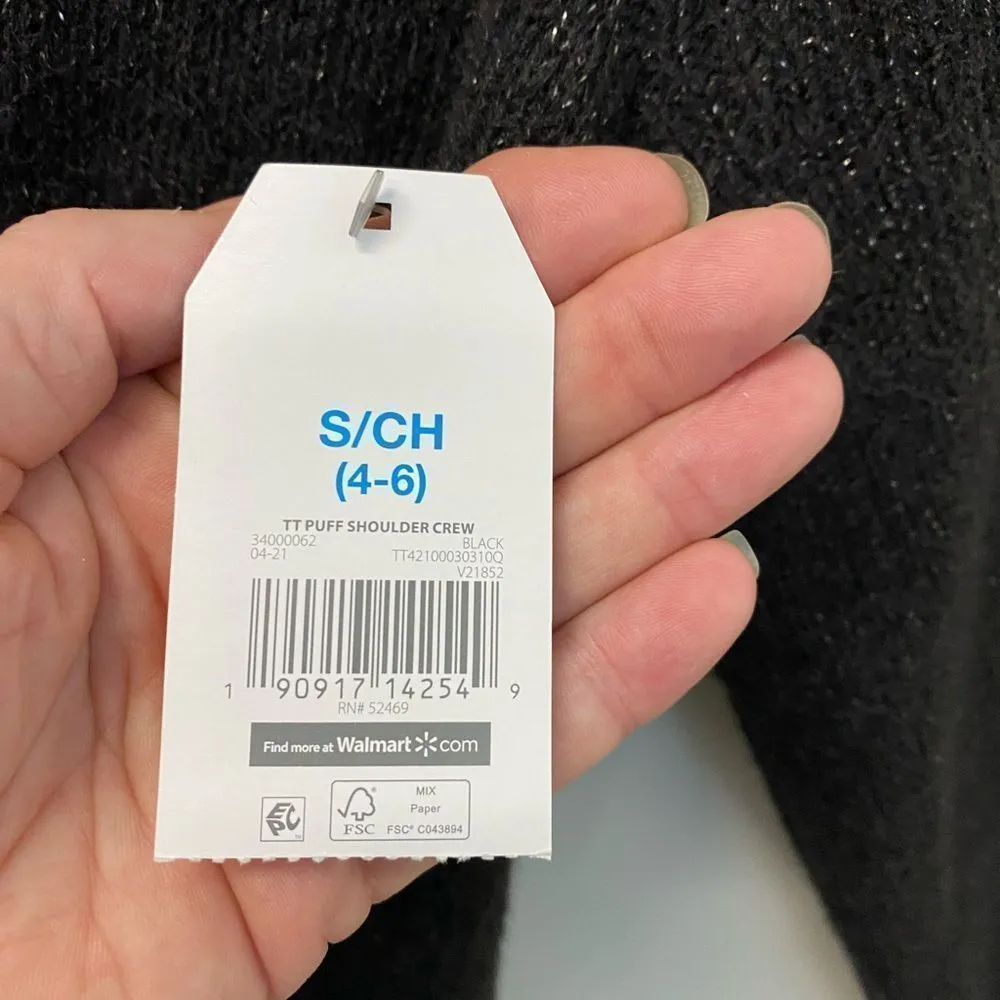 S/CH
(4-6)
TT PUFF SHOULDER CREW
34000062 BLACK
04-21 TT42100030310Q
V21852
1 90917 14254 9
RN# 52469
Find more at Walmart.com
EPC™
MIX
Paper
FSC FSC® C043894